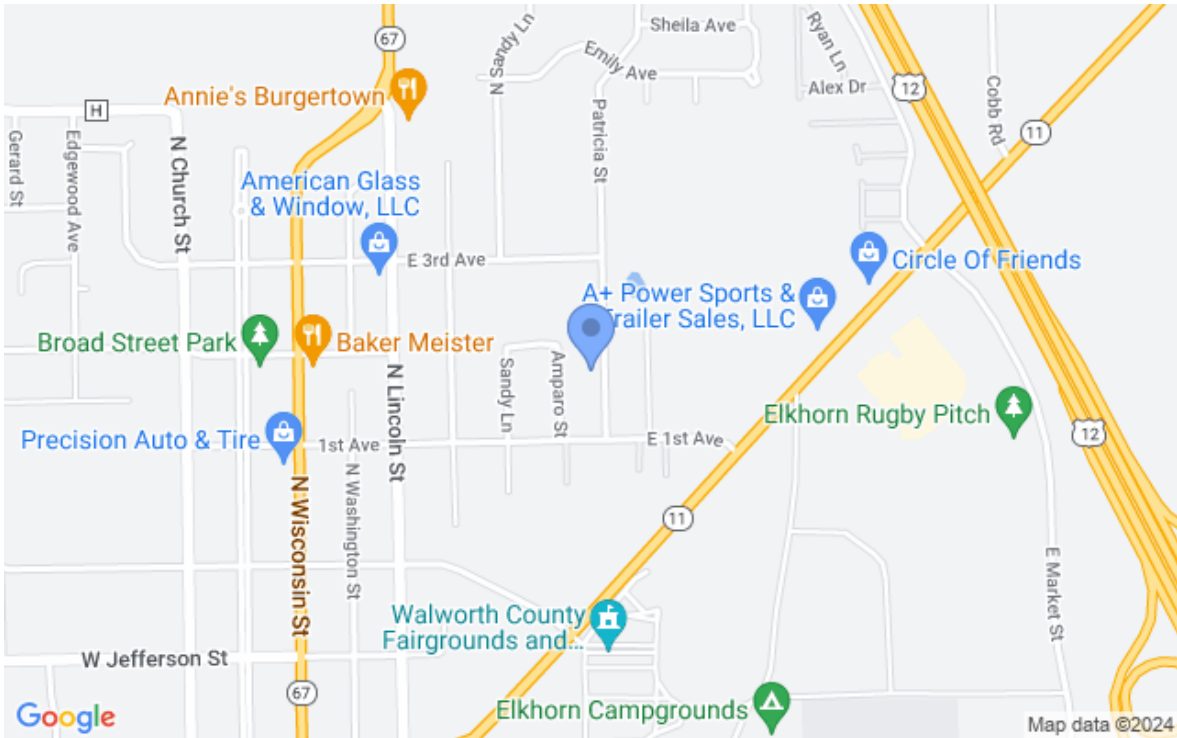 67
Sheila Ave
Ryan Ln
N Sandy Ln
Emily Ave
Annie's Burgertown
Alex Dr
12
Cobb Rd
H
Gerard St
Edgewood Ave
N Church St
Patricia St
11
American Glass
& Window, LLC
E 3rd Ave
Circle Of Friends
A+ Power Sports &
Trailer Sales, LLC
Broad Street Park
Baker Meister
Sandy Ln
Amparo St
N Lincoln St
Elkhorn Rugby Pitch
12
Precision Auto & Tire
1st Ave
E 1st Ave
N Wisconsin St
N Washington St
11
E Market St
Walworth County
Fairgrounds and...
W Jefferson St
67
Elkhorn Campgrounds
Google
Map data ©2024